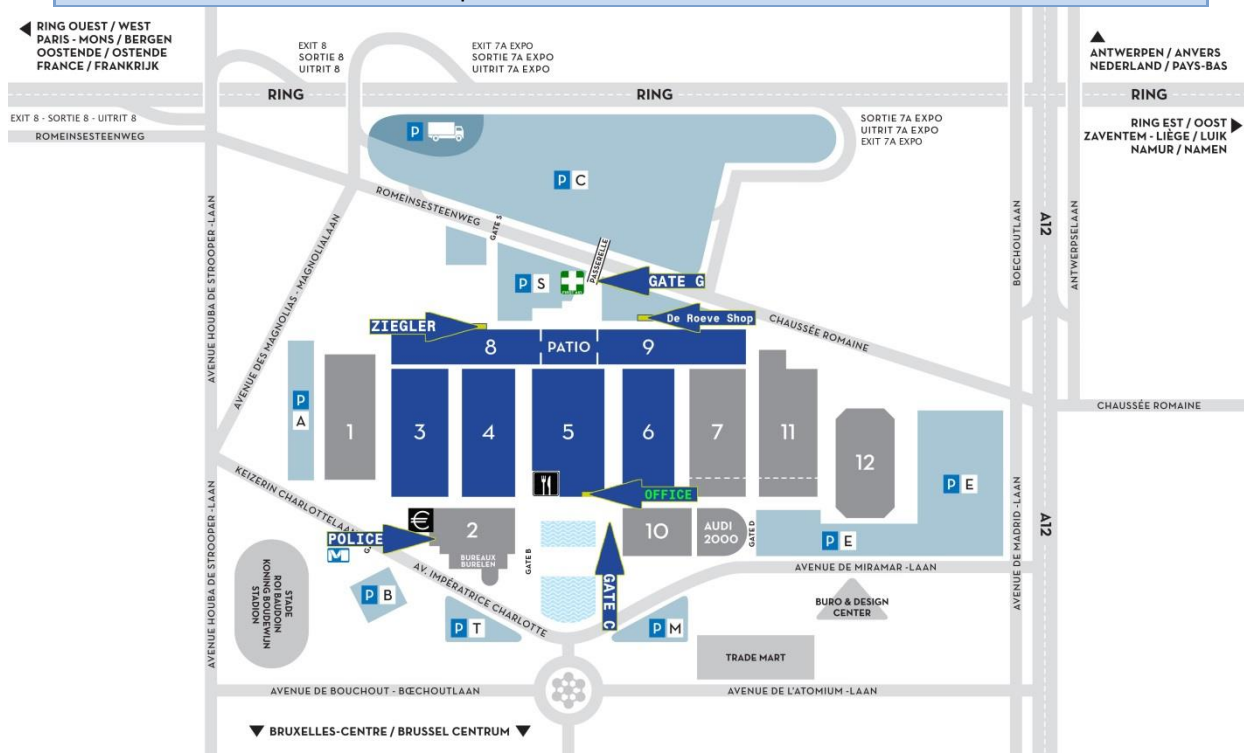 RING OUEST / WEST
PARIS - MONS / BERGEN
OOSTENDE / OSTENDE
FRANCE / FRANKRIJK
EXIT 8
SORTIE 8
UITRIT 8
EXIT 7A EXPO
SORTIE 7A EXPO
UITRIT 7A EXPO
ANTWERPEN / ANVERS
NEDERLAND / PAYS-BAS
RING
RING
RING
EXIT 8 - SORTIE 8 - UITRIT 8
ROMEINSESTEENWEG
SORTIE 7A EXPO
UITRIT 7A EXPO
EXIT 7A EXPO
RING EST / OOST
ZAVENTEM - LIÈGE / LUIK
NAMUR / NAMEN
P
P C
AVENUE HOUBA DE STROOPER -LAAN
AVENUE DES MAGNOLIAS - MAGNOLIALAAN
ROMEINSESTEENWEG
GATE S
PASSERELLE
BOECHOUTLAAN
A12
ANTWERPSELAAN
P S
GATE G
ZIEGLER
De Roeve Shop
CHAUSSÉE ROMAINE
8
PATIO
9
P
A
1
3
4
5
6
7
11
12
CHAUSSÉE ROMAINE
P E
KEIZERIN CHARLOTTELAAN
OFFICE
€
POLICE
M
2
BUREAUX
BURELEN
GATE B
GATE C
10
AUDI
2000
GATE D
P E
AVENUE DE MADRID -LAAN
A12
AVENUE HOUBA DE STROOPER -LAAN
STADE
ROI BAUDOIN
KONING BOUDEWIJN
STADION
P B
AV. IMPÉRATRICE CHARLOTTE
AVENUE DE MIRAMAR -LAAN
P T
P M
BURO & DESIGN
CENTER
TRADE MART
AVENUE DE BOUCHOUT - BŒCHOUTLAAN
AVENUE DE L'ATOMIUM -LAAN
BRUXELLES-CENTRE / BRUSSEL CENTRUM